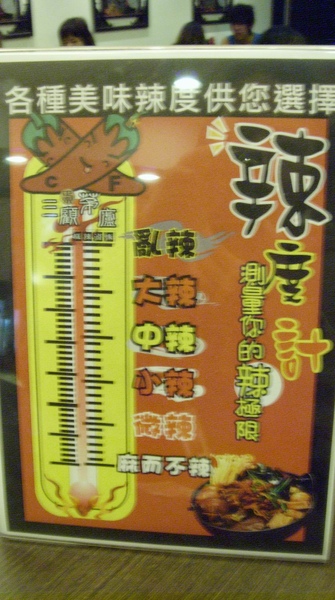 各種美味辣度供您選擇
辣度計
測量你的辣極限
C F
三顧茅廬
亂辣
大辣
中辣
小辣
微辣
麻而不辣